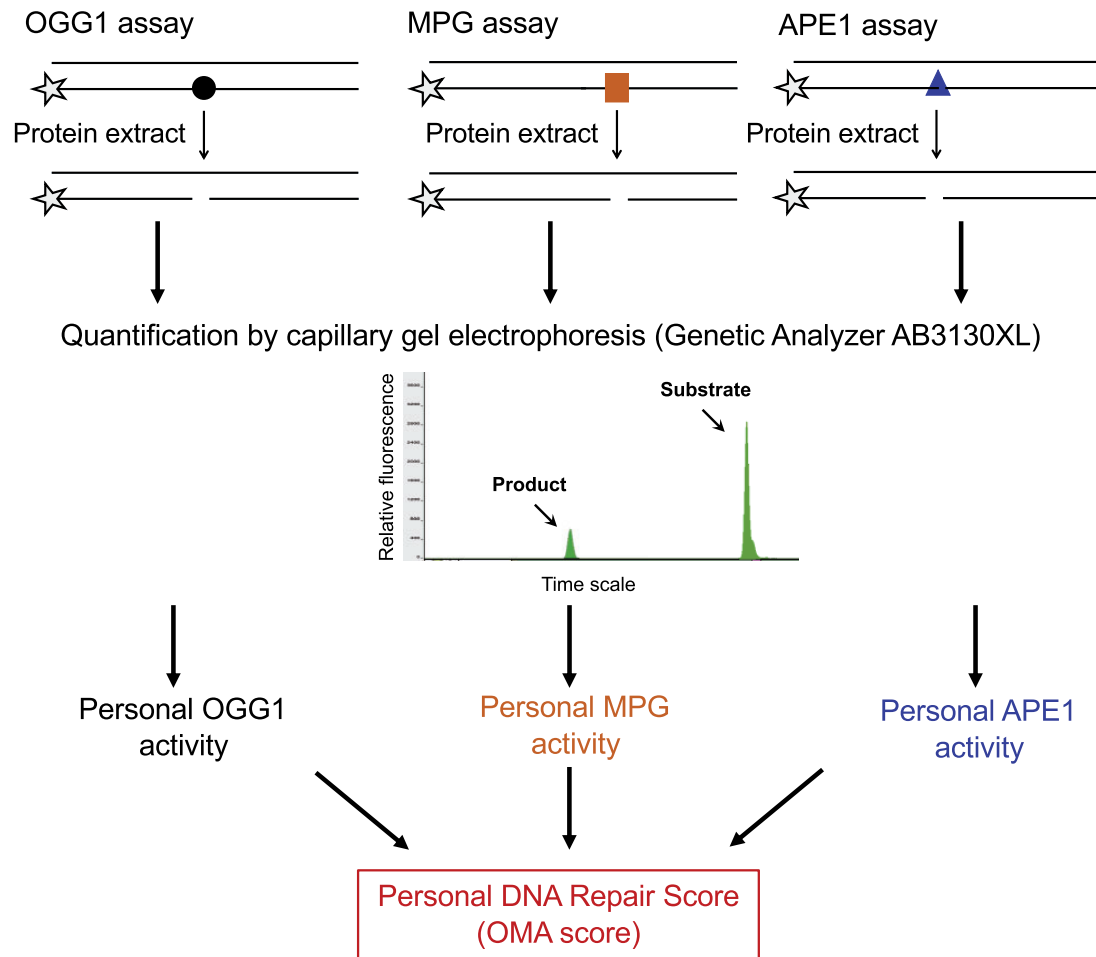 OGG1 assay
MPG assay
APE1 assay
Protein extract
Protein extract
Protein extract
Quantification by capillary gel electrophoresis (Genetic Analyzer AB3130XL)
Relative fluorescence
Substrate
Product
Time scale
Personal OGG1
activity
Personal MPG
activity
Personal APE1
activity
Personal DNA Repair Score
(OMA score)